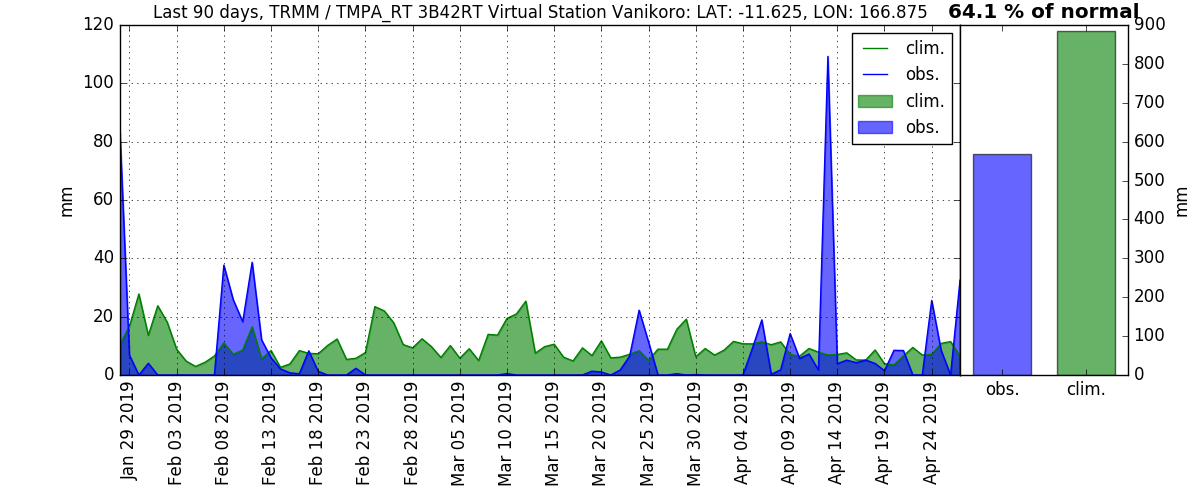 Last 90 days, TRMM / TMPA_RT 3B42RT Virtual Station Vanikoro: LAT: -11.625, LON: 166.875
64.1 % of normal
120
100
80
60
40
20
0
mm
clim.
obs.
clim.
obs.
Jan 29 2019
Feb 03 2019
Feb 08 2019
Feb 13 2019
Feb 18 2019
Feb 23 2019
Feb 28 2019
Mar 05 2019
Mar 10 2019
Mar 15 2019
Mar 20 2019
Mar 25 2019
Mar 30 2019
Apr 04 2019
Apr 09 2019
Apr 14 2019
Apr 19 2019
Apr 24 2019
900
800
700
600
500
400
300
200
100
0
mm
obs.
clim.